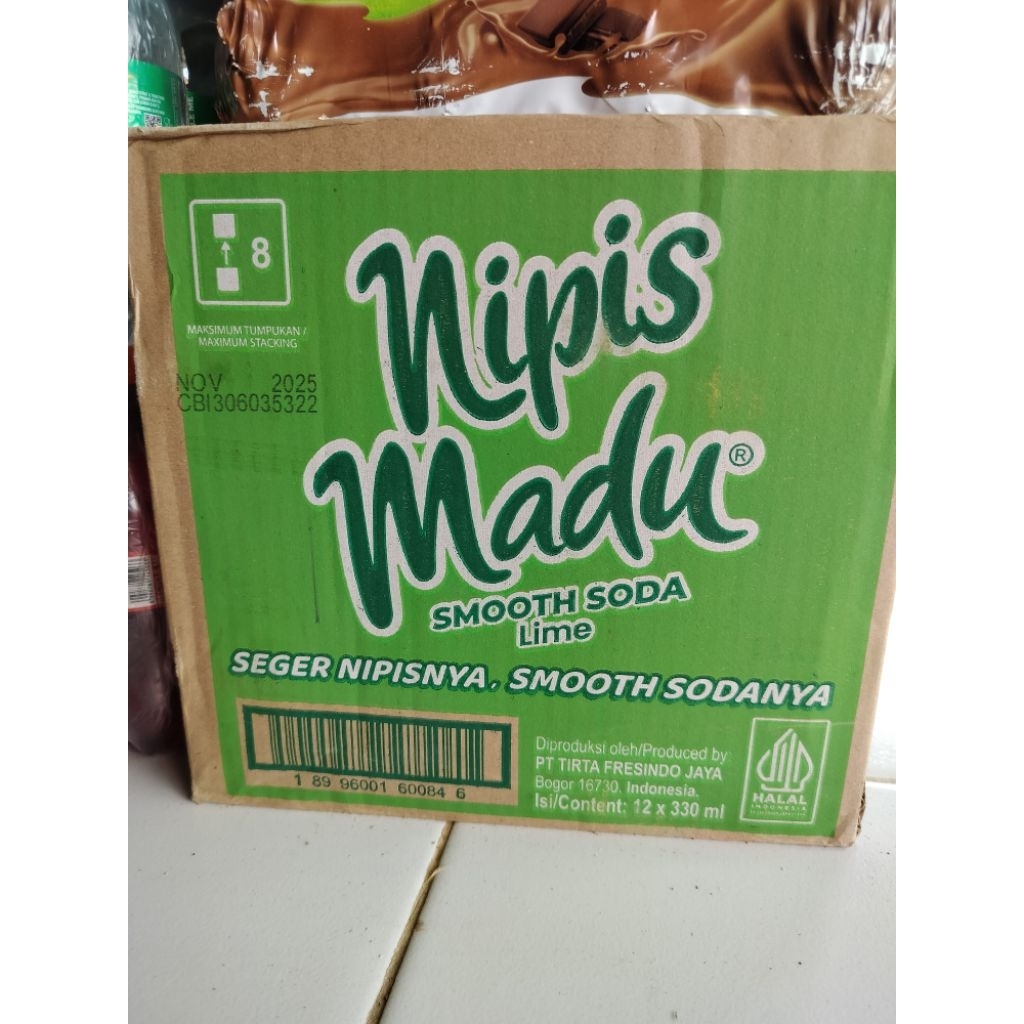 8
MAKSIMUM TUMPUKAN /
MAXIMUM STACKING
NOV 2025
CBI306035322
Nipis
Madu®
SMOOTH SODA
Lime
SEGER NIPISNYA, SMOOTH SODANYA
1 89 96001 60084 6
Diproduksi oleh/Produced by
PT TIRTA FRESINDO JAYA
Bogor 16730. Indonesia.
Isi/Content: 12 x 330 ml
HALAL
INDONESIA